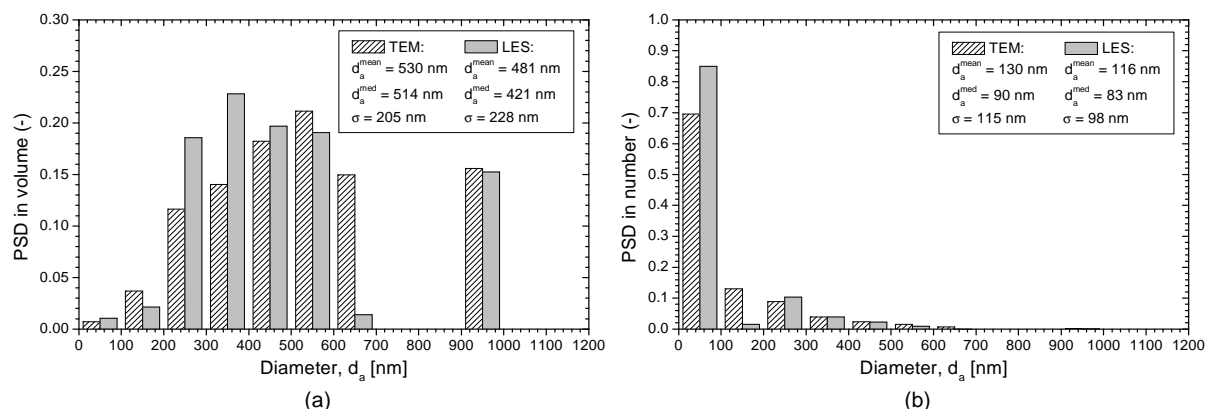 0.30
0.25
0.20
0.15
0.10
0.05
0.00
PSD in volume (-)
TEM: LES:
d_a^mean = 530 nm d_a^mean = 481 nm
d_a^med = 514 nm d_a^med = 421 nm
σ = 205 nm σ = 228 nm
0 100 200 300 400 500 600 700 800 900 1000 1100 1200
Diameter, d_a [nm]
(a)
1.0
0.9
0.8
0.7
0.6
0.5
0.4
0.3
0.2
0.1
0.0
PSD in number (-)
TEM: LES:
d_a^mean = 130 nm d_a^mean = 116 nm
d_a^med = 90 nm d_a^med = 83 nm
σ = 115 nm σ = 98 nm
0 100 200 300 400 500 600 700 800 900 1000 1100 1200
Diameter, d_a [nm]
(b)